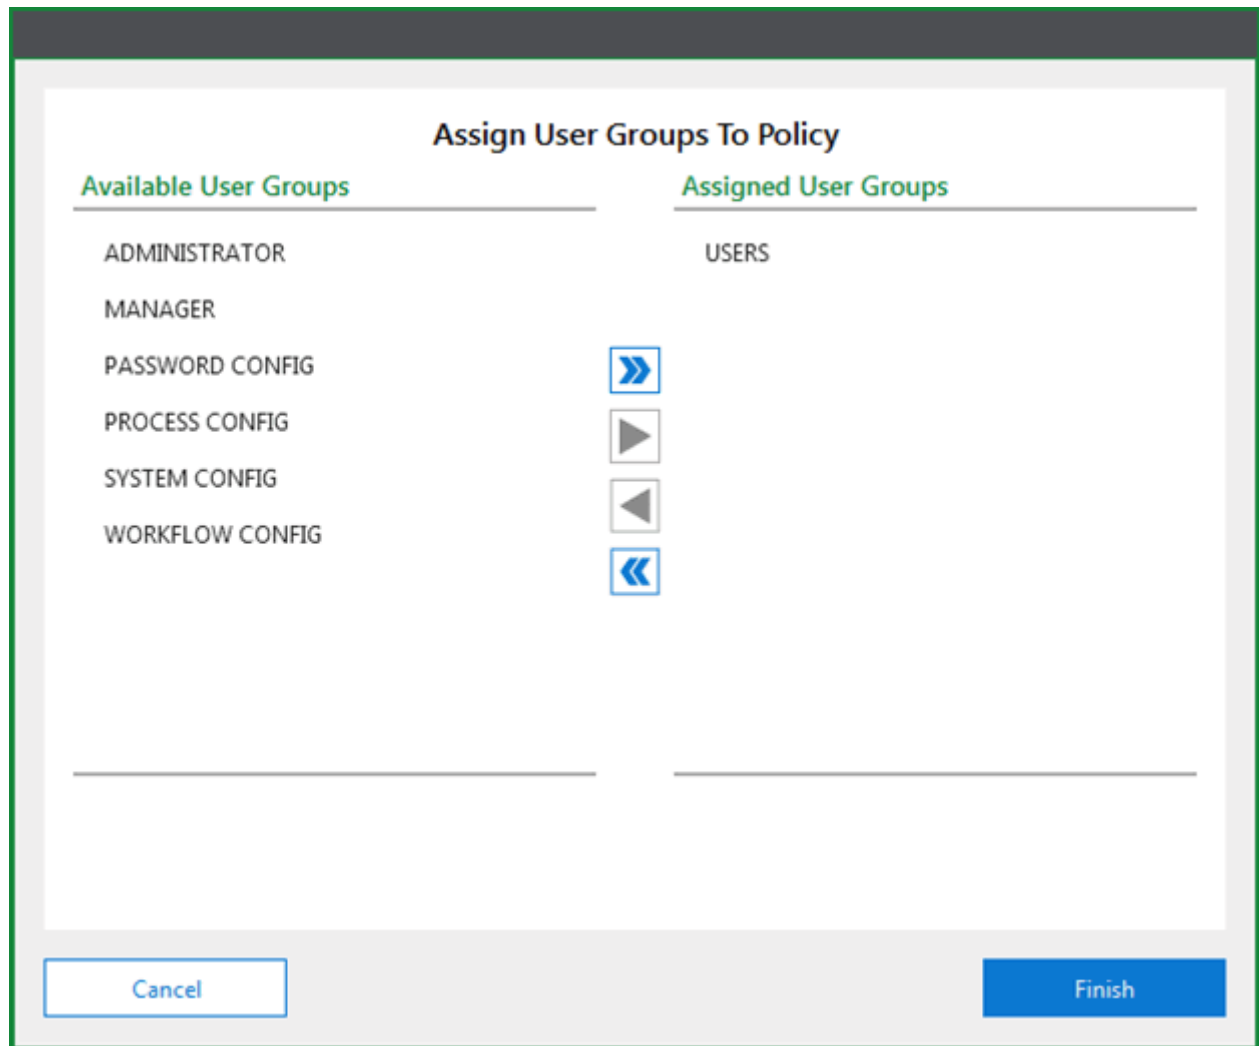 Assign User Groups To Policy
Available User Groups
Assigned User Groups
ADMINISTRATOR
USERS
MANAGER
PASSWORD CONFIG
PROCESS CONFIG
SYSTEM CONFIG
WORKFLOW CONFIG
Cancel
Finish